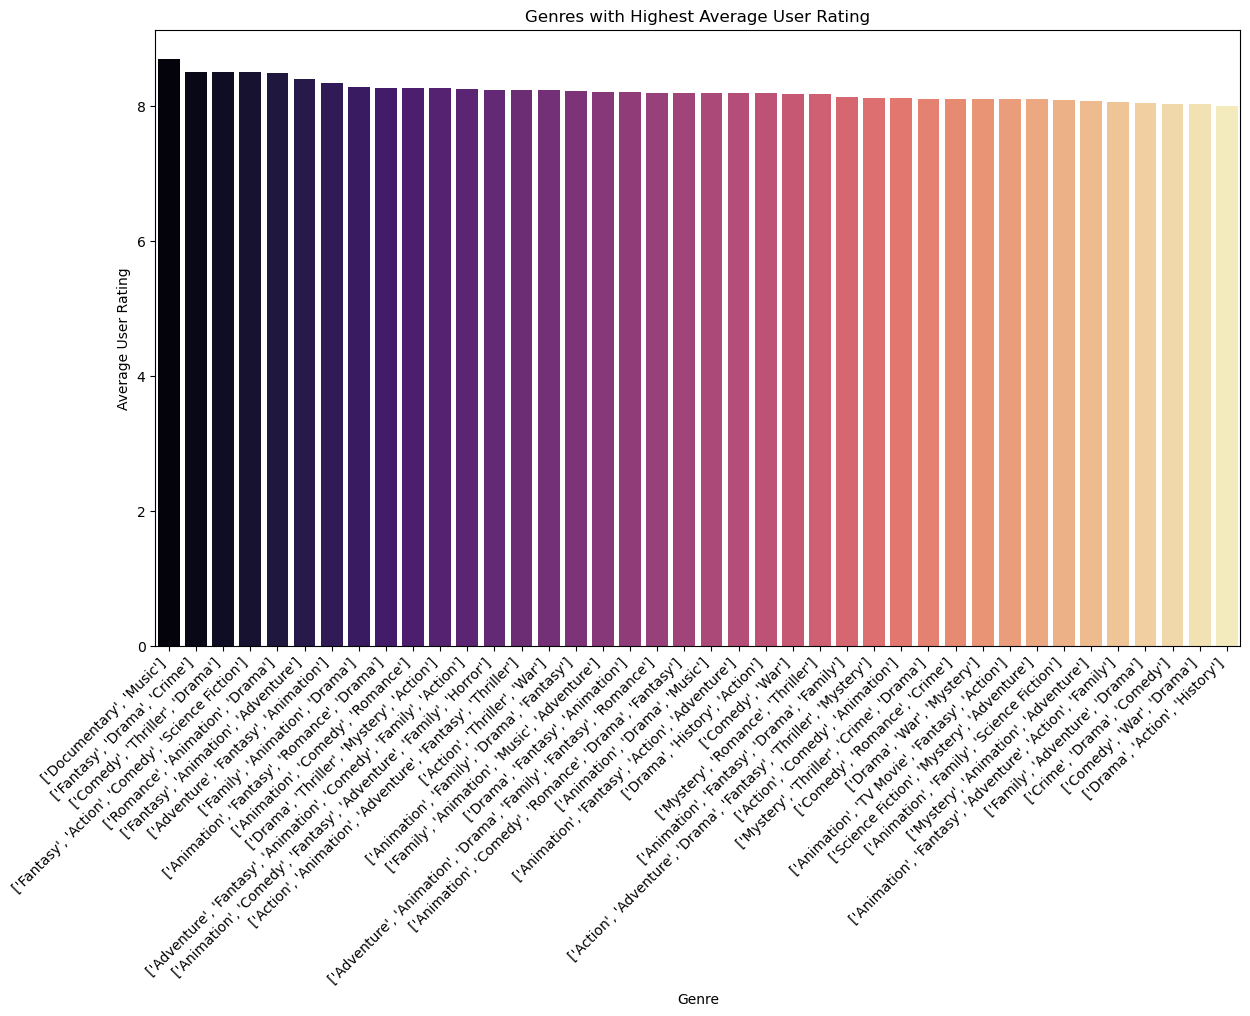 Genres with Highest Average User Rating
Average User Rating
8
6
4
2
0
['Documentary', 'Music']
['Fantasy', 'Drama', 'Crime']
['Comedy', 'Thriller', 'Drama']
['Fantasy', 'Action', 'Comedy', 'Science Fiction']
['Romance', 'Animation', 'Drama']
['Fantasy', 'Animation', 'Adventure']
['Adventure', 'Fantasy', 'Animation']
['Family', 'Animation', 'Drama']
['Animation', 'Fantasy', 'Romance', 'Drama']
['Animation', 'Comedy', 'Romance']
['Drama', 'Thriller', 'Mystery', 'Action']
['Adventure', 'Fantasy', 'Animation', 'Comedy', 'Family', 'Action']
['Animation', 'Comedy', 'Fantasy', 'Adventure', 'Family', 'Horror']
['Action', 'Animation', 'Adventure', 'Fantasy', 'Thriller']
['Action', 'Thriller', 'War']
['Animation', 'Family', 'Drama', 'Fantasy']
['Family', 'Animation', 'Music', 'Adventure']
['Drama', 'Fantasy', 'Animation']
['Adventure', 'Animation', 'Drama', 'Family', 'Fantasy', 'Romance']
['Animation', 'Comedy', 'Romance', 'Drama', 'Fantasy']
['Animation', 'Drama', 'Music']
['Animation', 'Fantasy', 'Action', 'Adventure']
['Drama', 'History', 'Action']
['Comedy', 'War']
['Mystery', 'Romance', 'Thriller']
['Animation', 'Fantasy', 'Drama', 'Family']
['Action', 'Adventure', 'Drama', 'Fantasy', 'Thriller', 'Mystery']
['Action', 'Comedy', 'Animation']
['Mystery', 'Thriller', 'Crime', 'Drama']
['Comedy', 'Romance', 'Crime']
['Drama', 'War', 'Mystery']
['Animation', 'TV Movie', 'Fantasy', 'Action']
['Science Fiction', 'Mystery', 'Adventure']
['Animation', 'Family', 'Science Fiction']
['Mystery', 'Animation', 'Adventure']
['Animation', 'Fantasy', 'Adventure', 'Action', 'Family']
['Family', 'Adventure', 'Drama']
['Crime', 'Drama', 'Comedy']
['Comedy', 'War', 'Drama']
['Drama', 'Action', 'History']
Genre